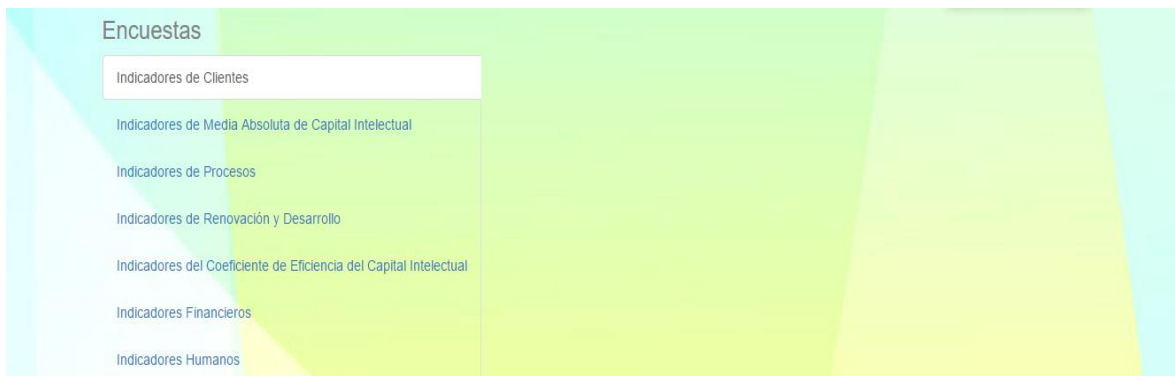 Encuestas
Indicadores de Clientes
Indicadores de Media Absoluta de Capital Intelectual
Indicadores de Procesos
Indicadores de Renovación y Desarrollo
Indicadores del Coeficiente de Eficiencia del Capital Intelectual
Indicadores Financieros
Indicadores Humanos